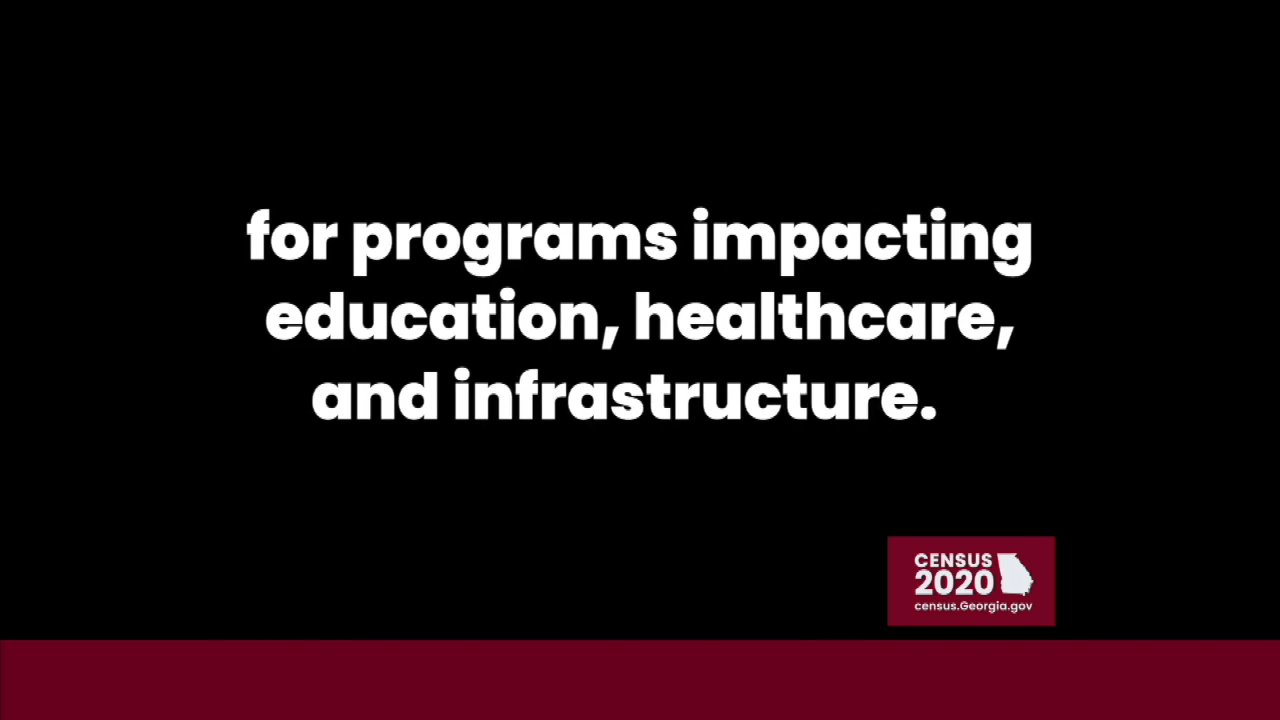 for programs impacting
education, healthcare,
and infrastructure.
CENSUS
2020
census.Georgia.gov